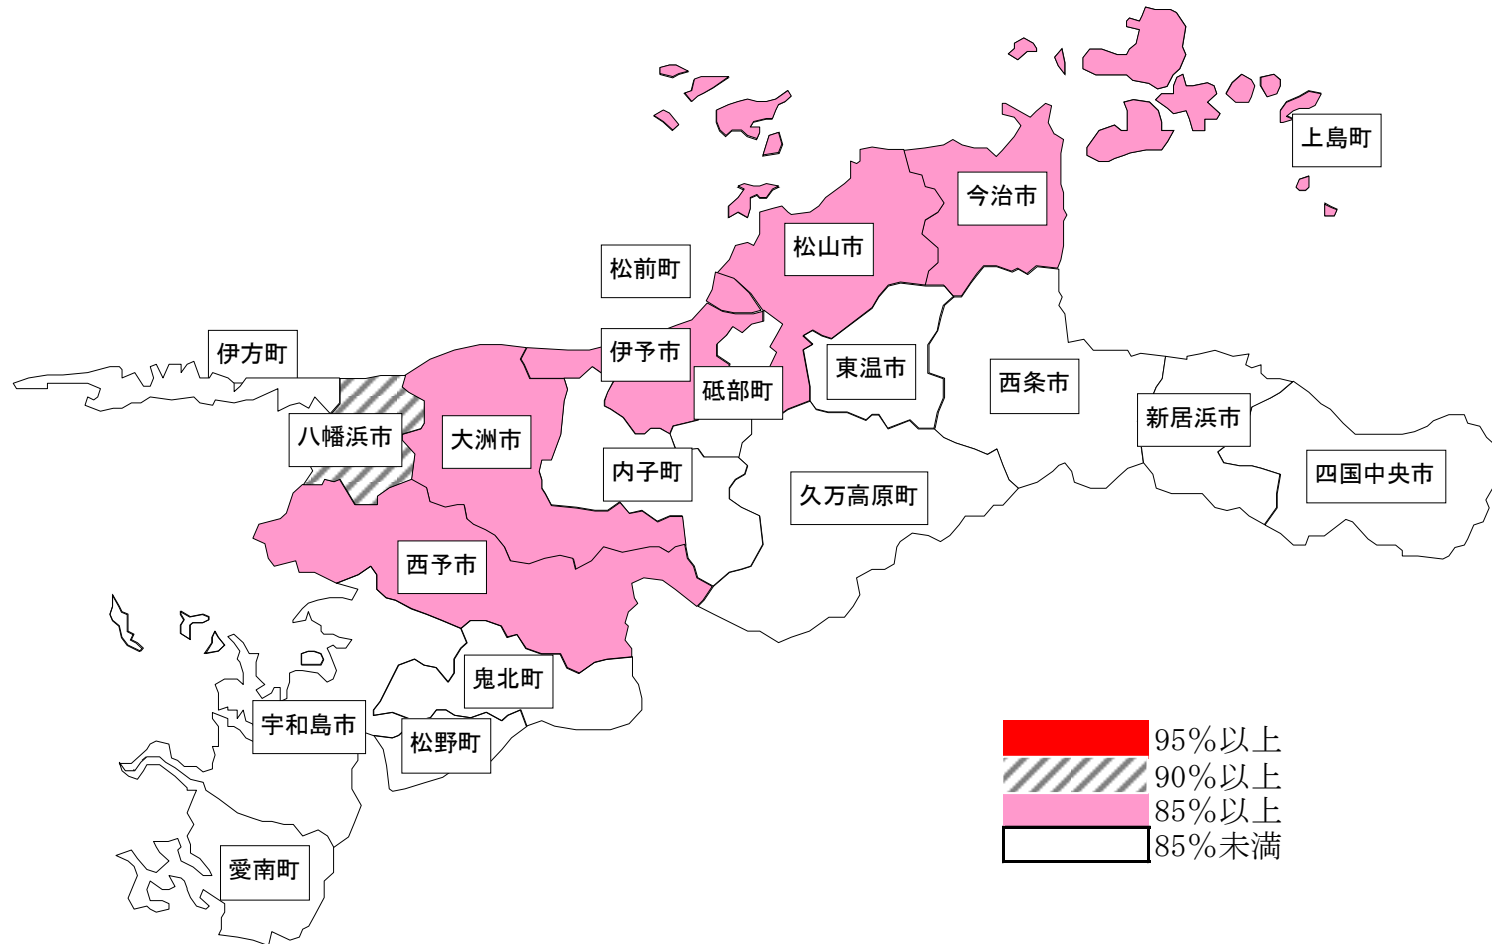 上島町
今治市
松山市
松前町
伊方町
伊予市
東温市
西条市
砥部町
新居浜市
八幡浜市
大洲市
内子町
四国中央市
久万高原町
西予市
鬼北町
宇和島市
松野町
愛南町
95%以上
90%以上
85%以上
85%未満